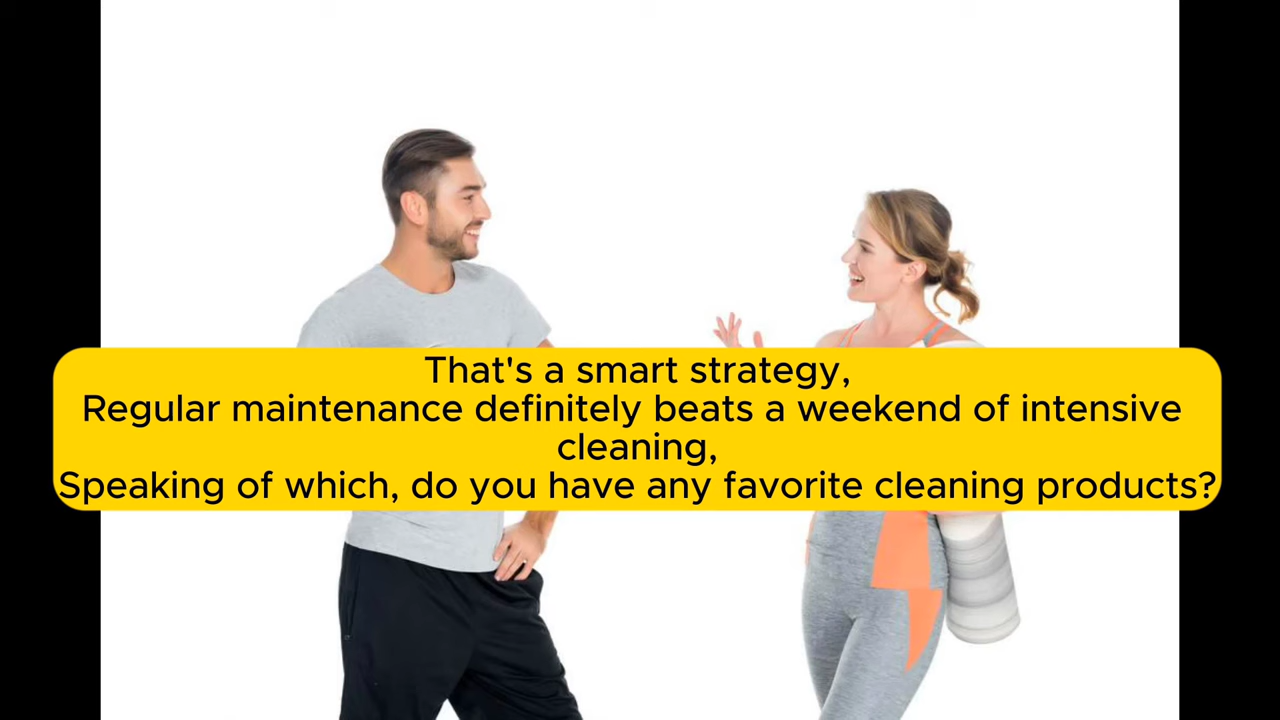 That's a smart strategy,
Regular maintenance definitely beats a weekend of intensive
cleaning,
Speaking of which, do you have any favorite cleaning products?